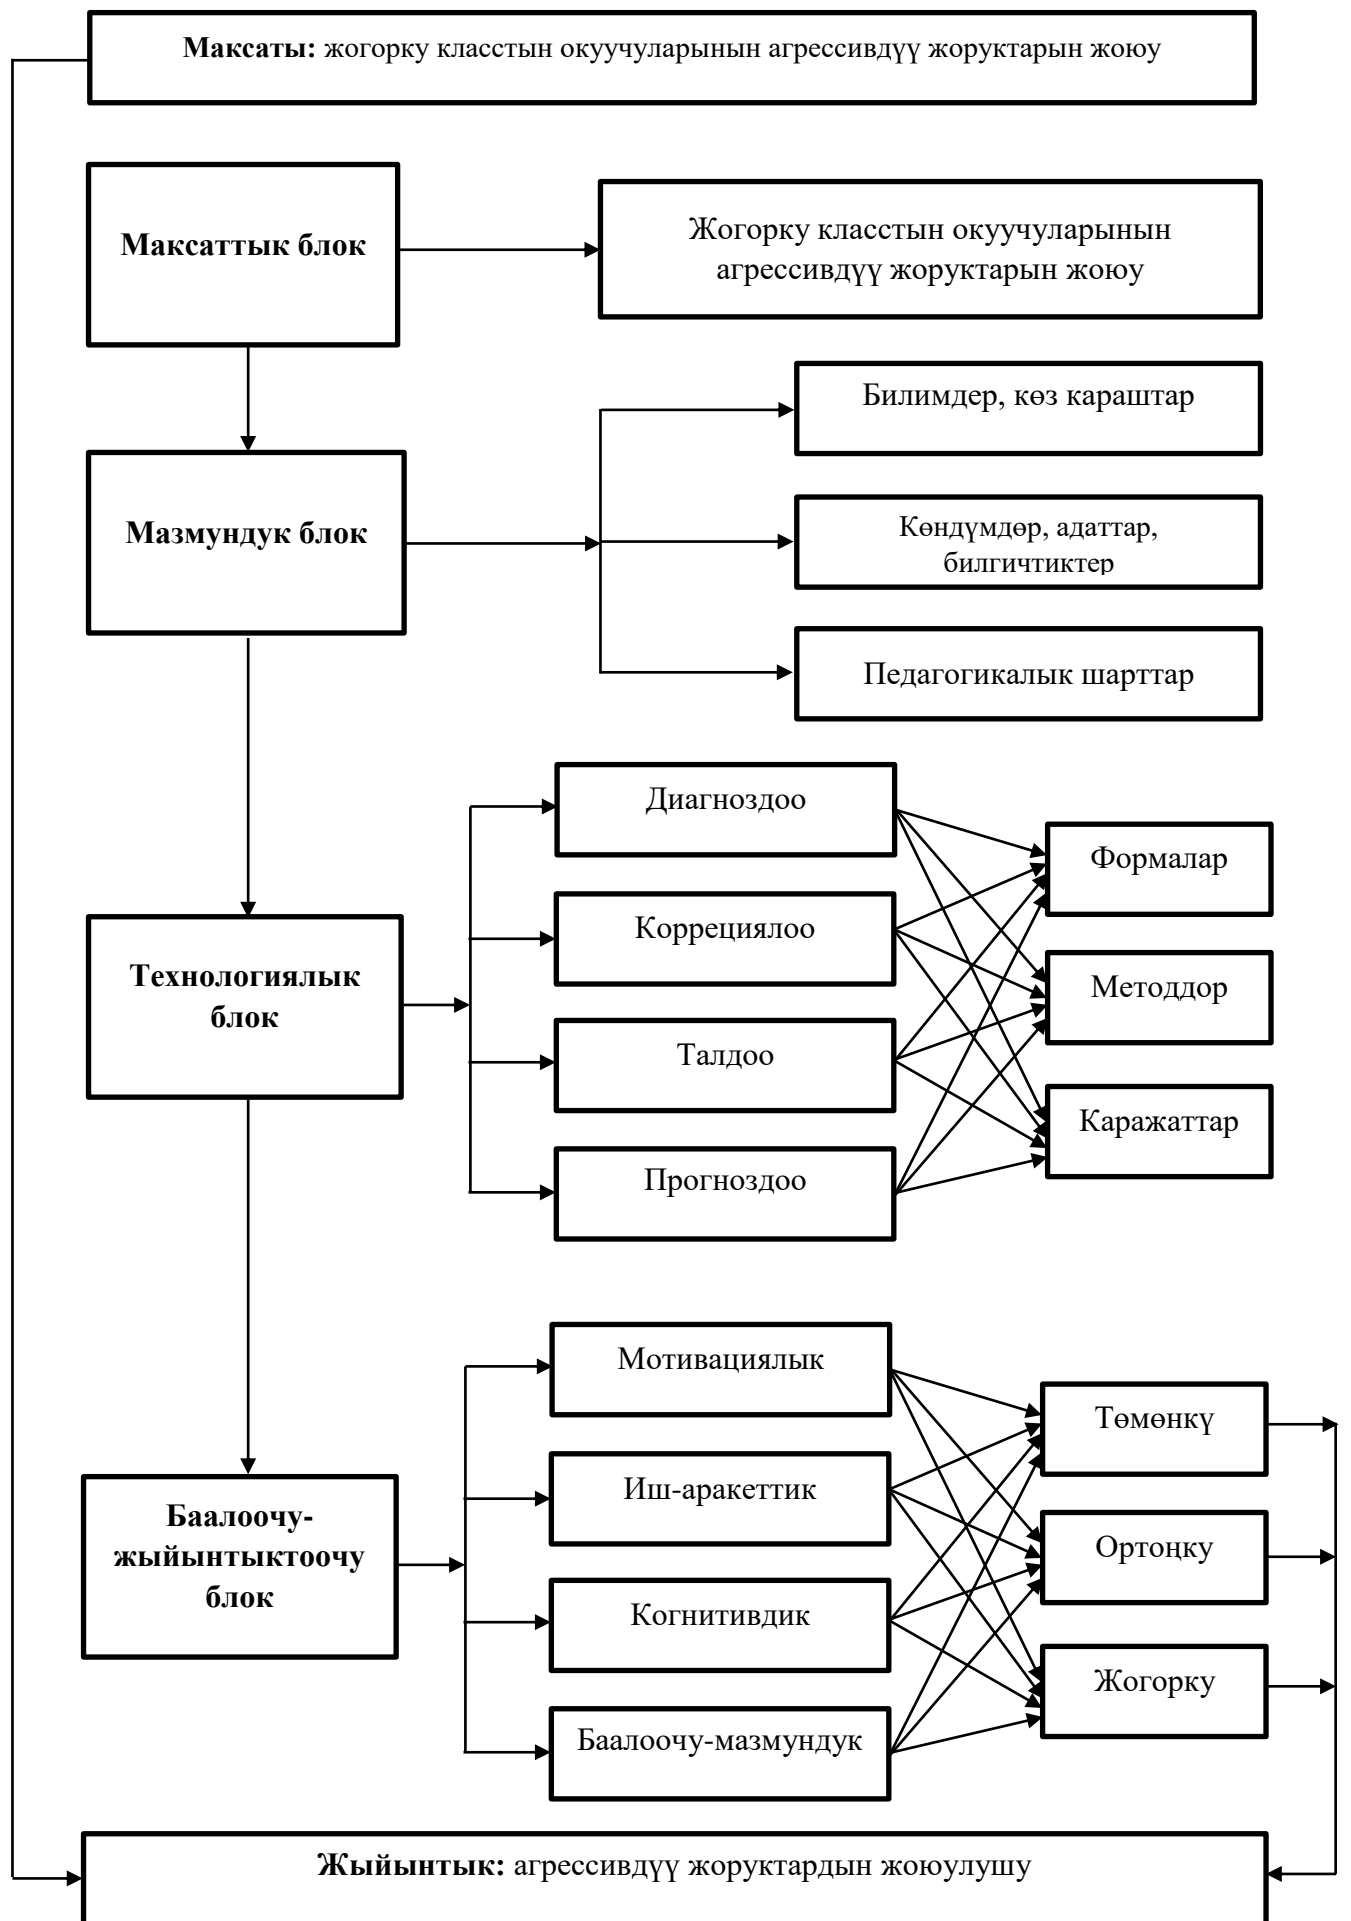 Максаты: жогорку класстын окуучуларынын агрессивдүү жоруктарын жоюу
Максаттык блок
Жогорку класстын окуучуларынын
агрессивдүү жоруктарын жоюу
Билимдер, көз караштар
Мазмундук блок
Көндүмдөр, адаттар,
билгичтиктер
Педагогикалык шарттар
Диагноздоо
Формалар
Коррециялоо
Технологиялык
блок
Методдор
Талдоо
Каражаттар
Прогноздоо
Мотивациялык
Төмөнкү
Иш-аракеттик
Баалоочу-
жыйынтыктоочу
блок
Ортоңку
Когнитивдик
Жогорку
Баалоочу-мазмундук
Жыйынтык: агрессивдүү жоруктардын жоюулушу